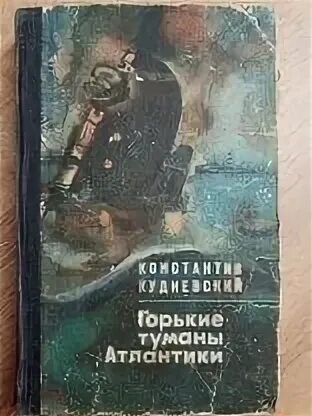 Константин
Кудиевский
Горькие
туманы
Атлантики